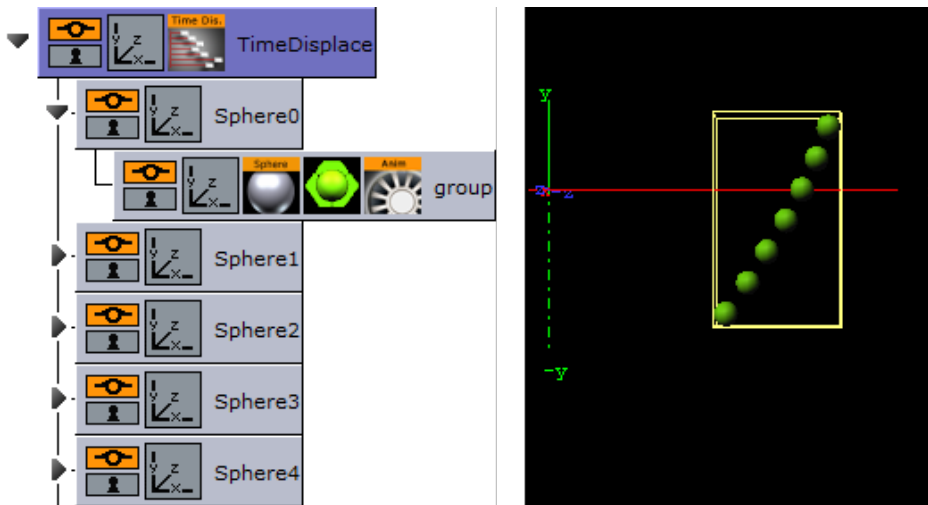 Time Dis.
y z
x
TimeDisplace
y z
x
Sphere0
y z
x
Sphere
Anim
group
y z
x
Sphere1
y z
x
Sphere2
y z
x
Sphere3
y z
x
Sphere4
y
z -z
-y